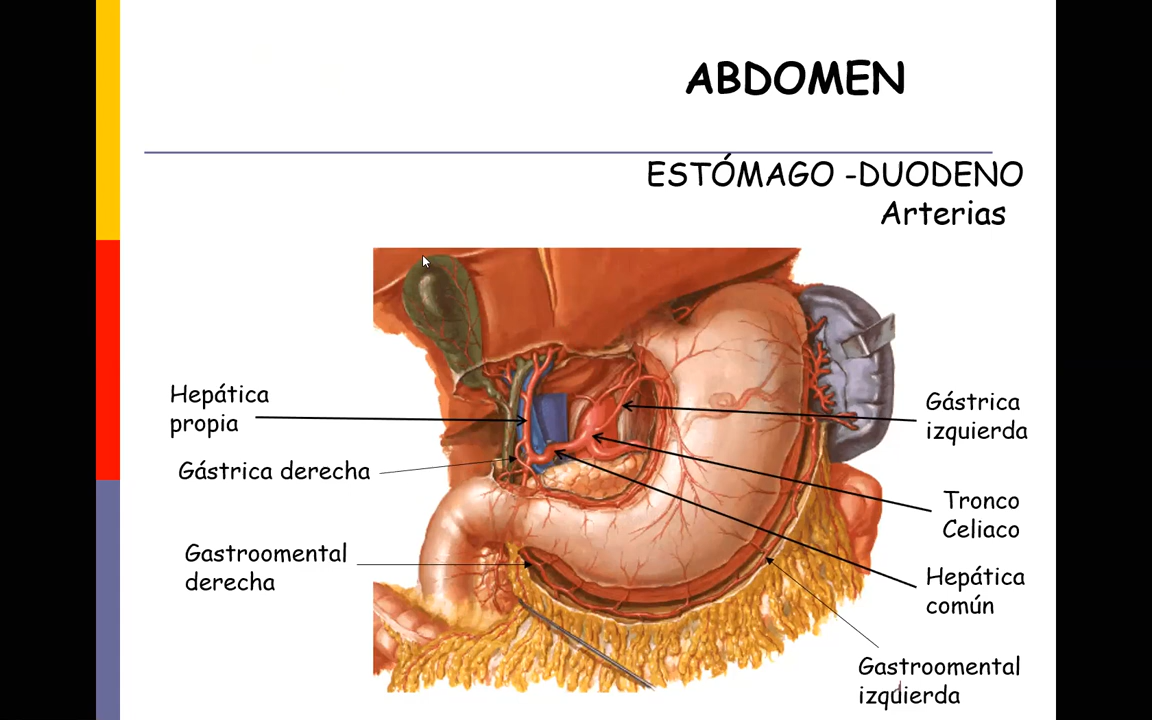 ABDOMEN
ESTÓMAGO -DUODENO
Arterias
Hepática
propia
Gástrica derecha
Gastroomental
derecha
Gástrica
izquierda
Tronco
Celiaco
Hepática
común
Gastroomental
izquierda